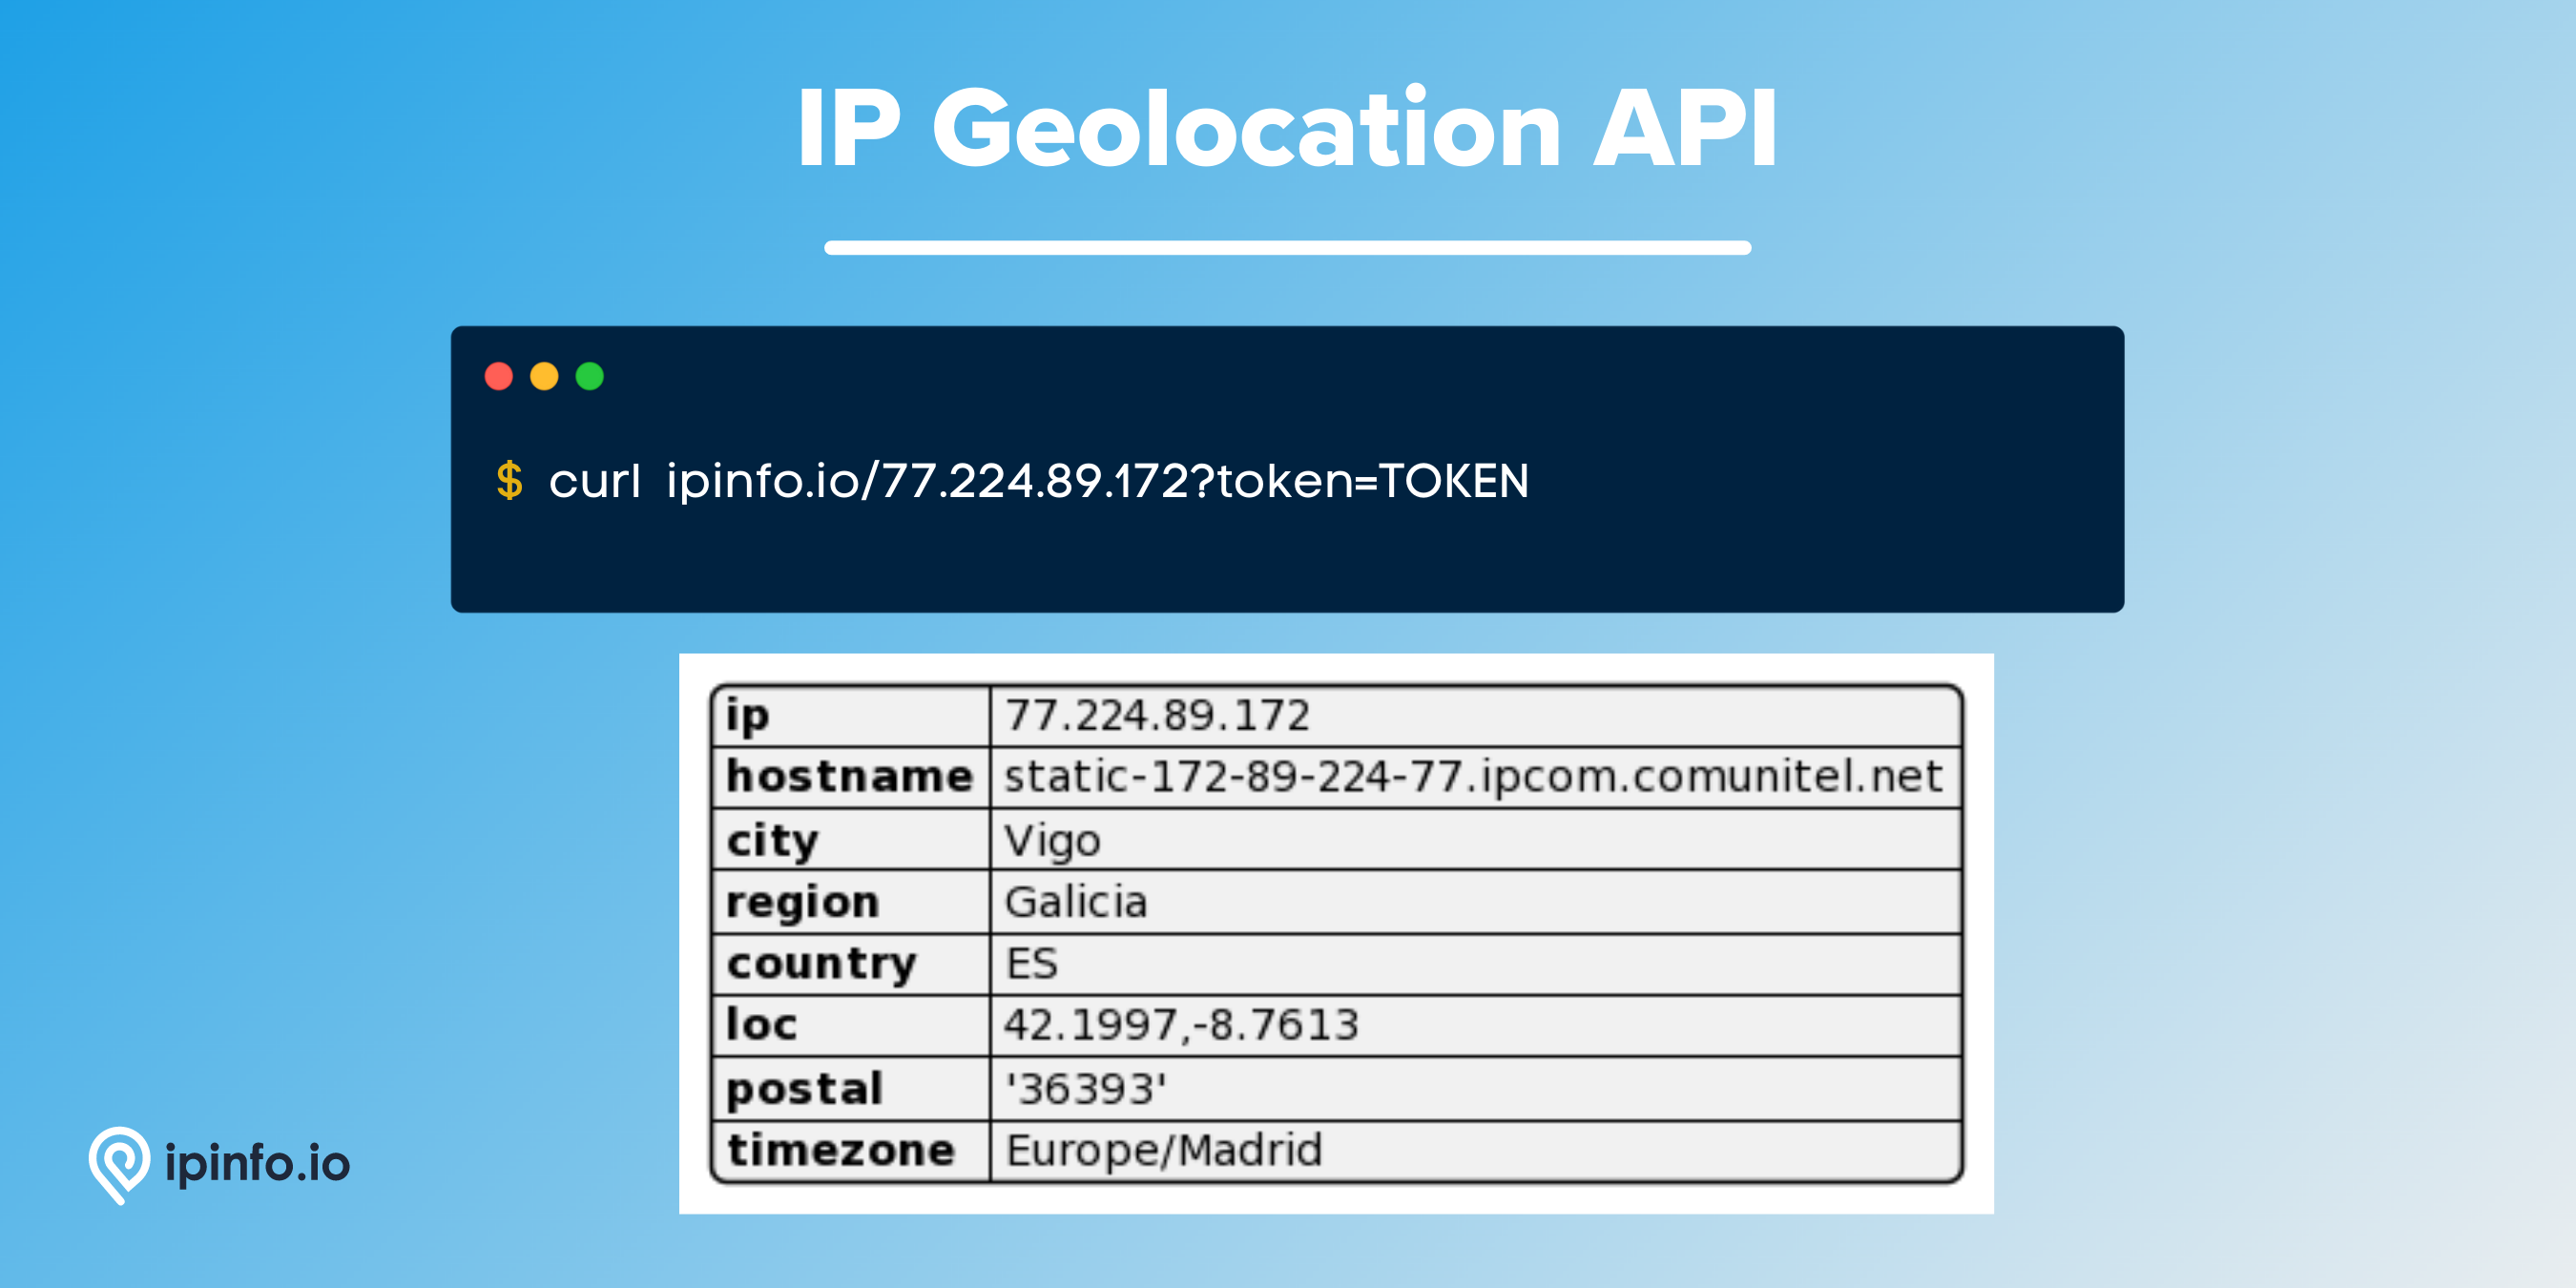 IP Geolocation API
$ curl ipinfo.io/77.224.89.172?token=TOKEN
ip 77.224.89.172
hostname static-172-89-224-77.ipcom.comunitel.net
city Vigo
region Galicia
country ES
loc 42.1997,-8.7613
postal '36393'
timezone Europe/Madrid
ipinfo.io